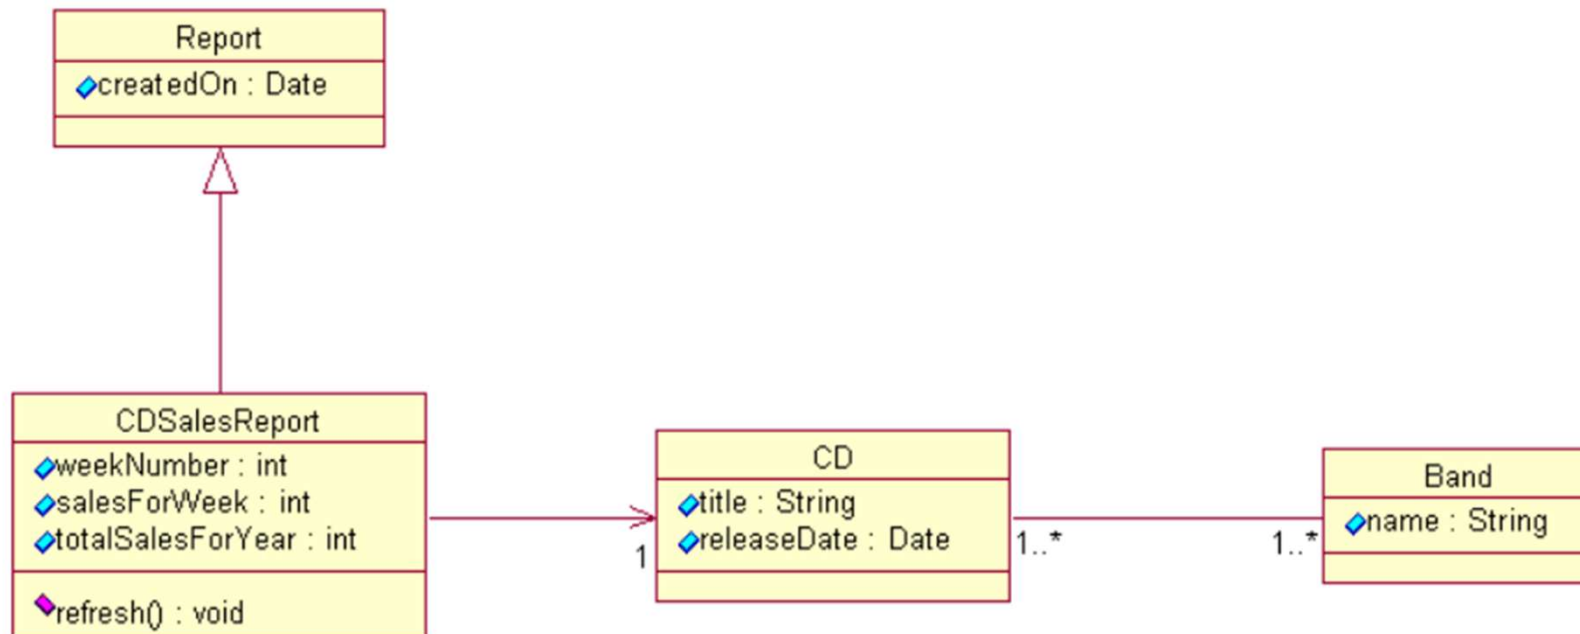 Report
createdOn : Date
CDSalesReport
weekNumber : int
salesForWeek : int
totalSalesForYear : int
refresh() : void
1
CD
title : String
releaseDate : Date
1..*
1..*
Band
name : String